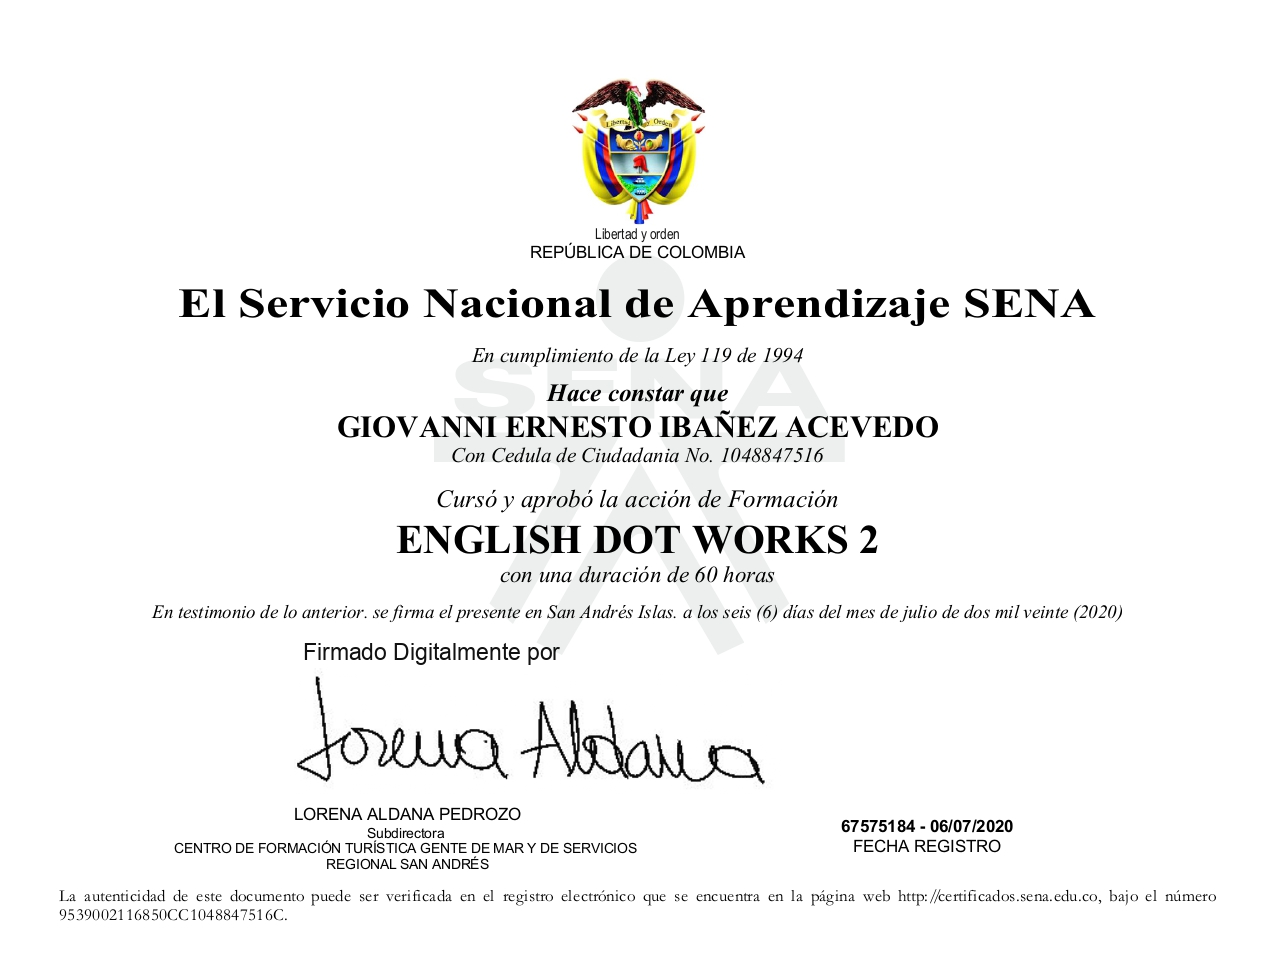 Libertad y Orden
Libertad y orden
REPÚBLICA DE COLOMBIA
El Servicio Nacional de Aprendizaje SENA
En cumplimiento de la Ley 119 de 1994
SENA
Hace constar que
GIOVANNI ERNESTO IBAÑEZ ACEVEDO
Con Cedula de Ciudadania No. 1048847516
Cursó y aprobó la acción de Formación
ENGLISH DOT WORKS 2
con una duración de 60 horas
En testimonio de lo anterior. se firma el presente en San Andrés Islas. a los seis (6) días del mes de julio de dos mil veinte (2020)
Firmado Digitalmente por
Lorena Aldana
LORENA ALDANA PEDROZO
Subdirectora
CENTRO DE FORMACIÓN TURÍSTICA GENTE DE MAR Y DE SERVICIOS
REGIONAL SAN ANDRÉS
67575184 - 06/07/2020
FECHA REGISTRO
La autenticidad de este documento puede ser verificada en el registro electrónico que se encuentra en la página web http://certificados.sena.edu.co, bajo el número
9539002116850CC1048847516C.